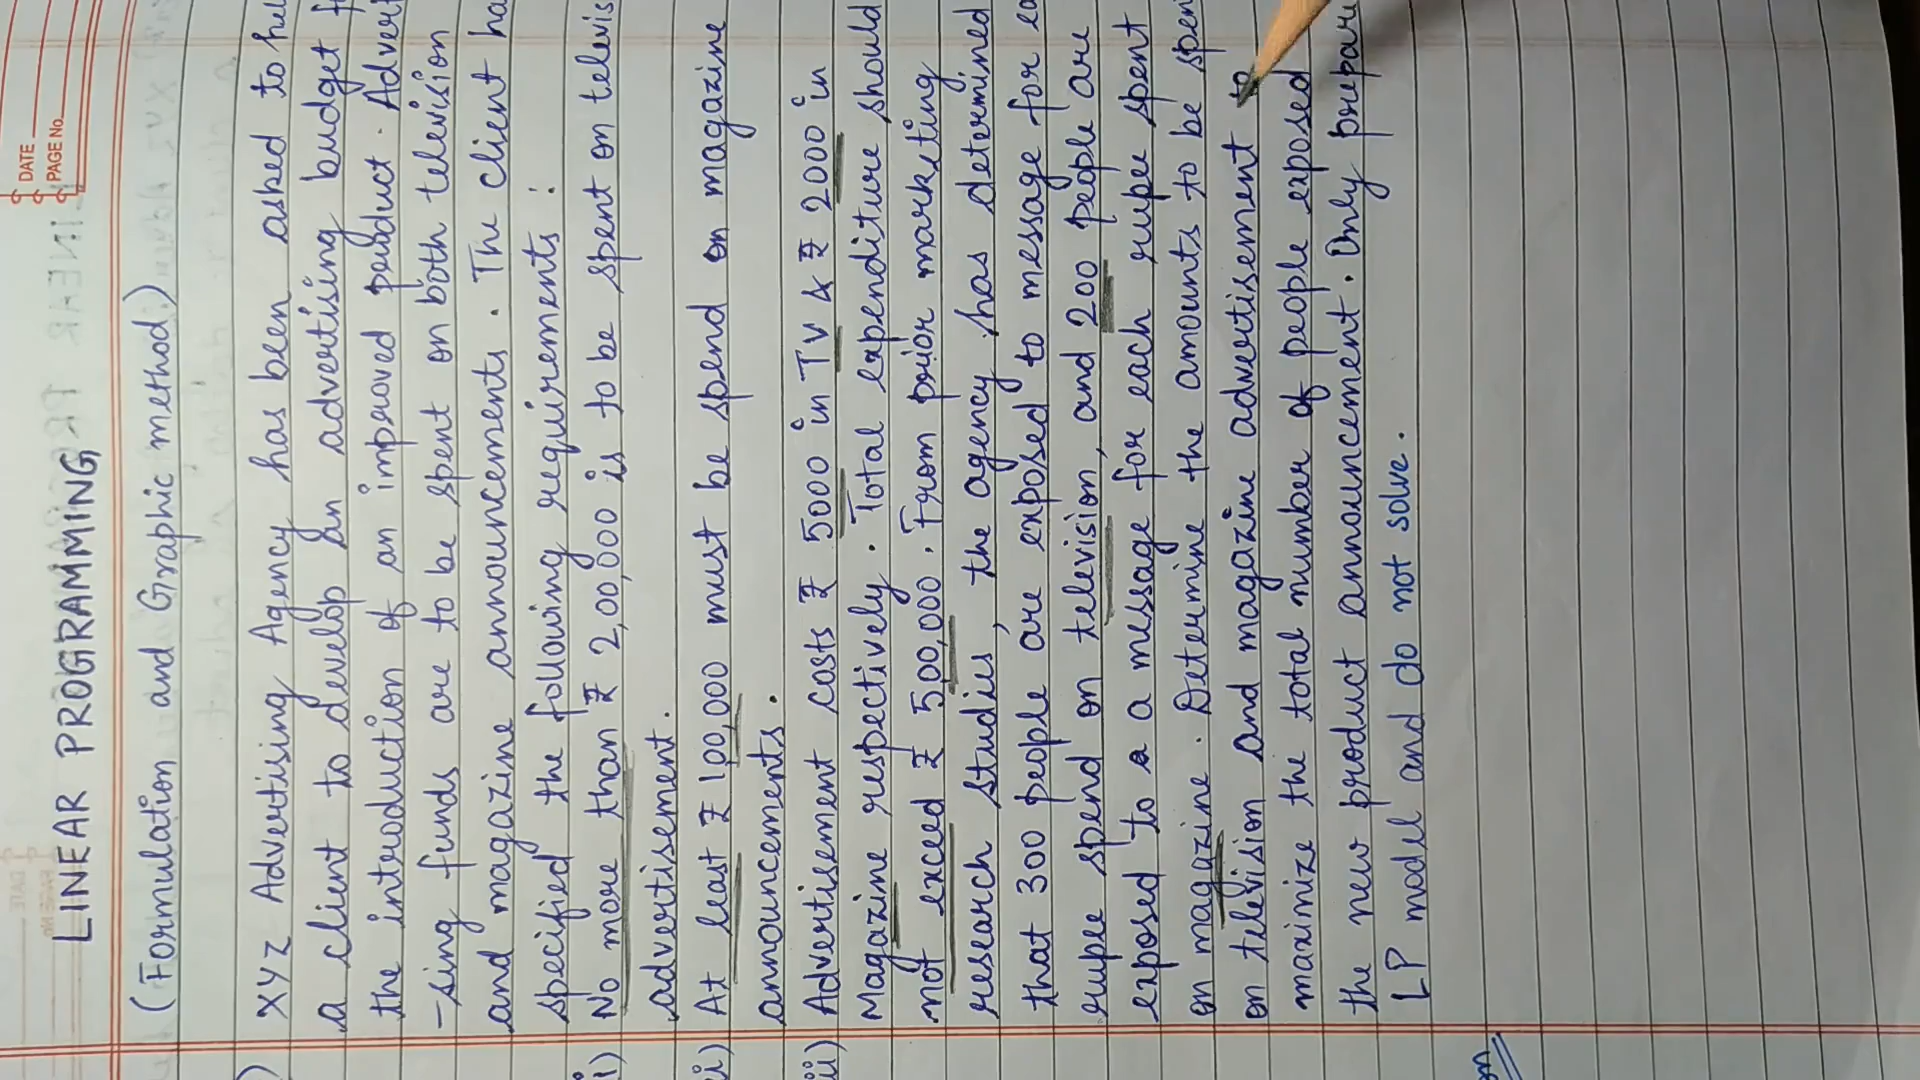 DATE
PAGE No.
LINEAR PROGRAMMING
(Formulation and Graphic method)
XYZ Advertising Agency has been asked to
a client to develop an advertising budget
the introduction of an improved product. Advert
-sing funds are to be spent on both television
and magazine announcements. The client ha
specified the following requirements :
i) No more than ₹ 2,00,000 is to be spent on televis
advertisement.
ii) At least ₹ 100,000 must be spend on magazine
announcements.
iii) Advertisement costs ₹ 5000 in TV & ₹ 2000 in
Magazine respectively. Total expenditure should
not exceed ₹ 500,000. From prior marketing
research studies, the agency has determined
that 300 people are exposed to message for ea
rupee spend on television, and 200 people are
exposed to a message for each rupee spent
on magazine. Determine the amounts to be spen
on television and magazine advertisement to
maximize the total number of people exposed
the new product announcement. Only prepare
LP model and do not solve.